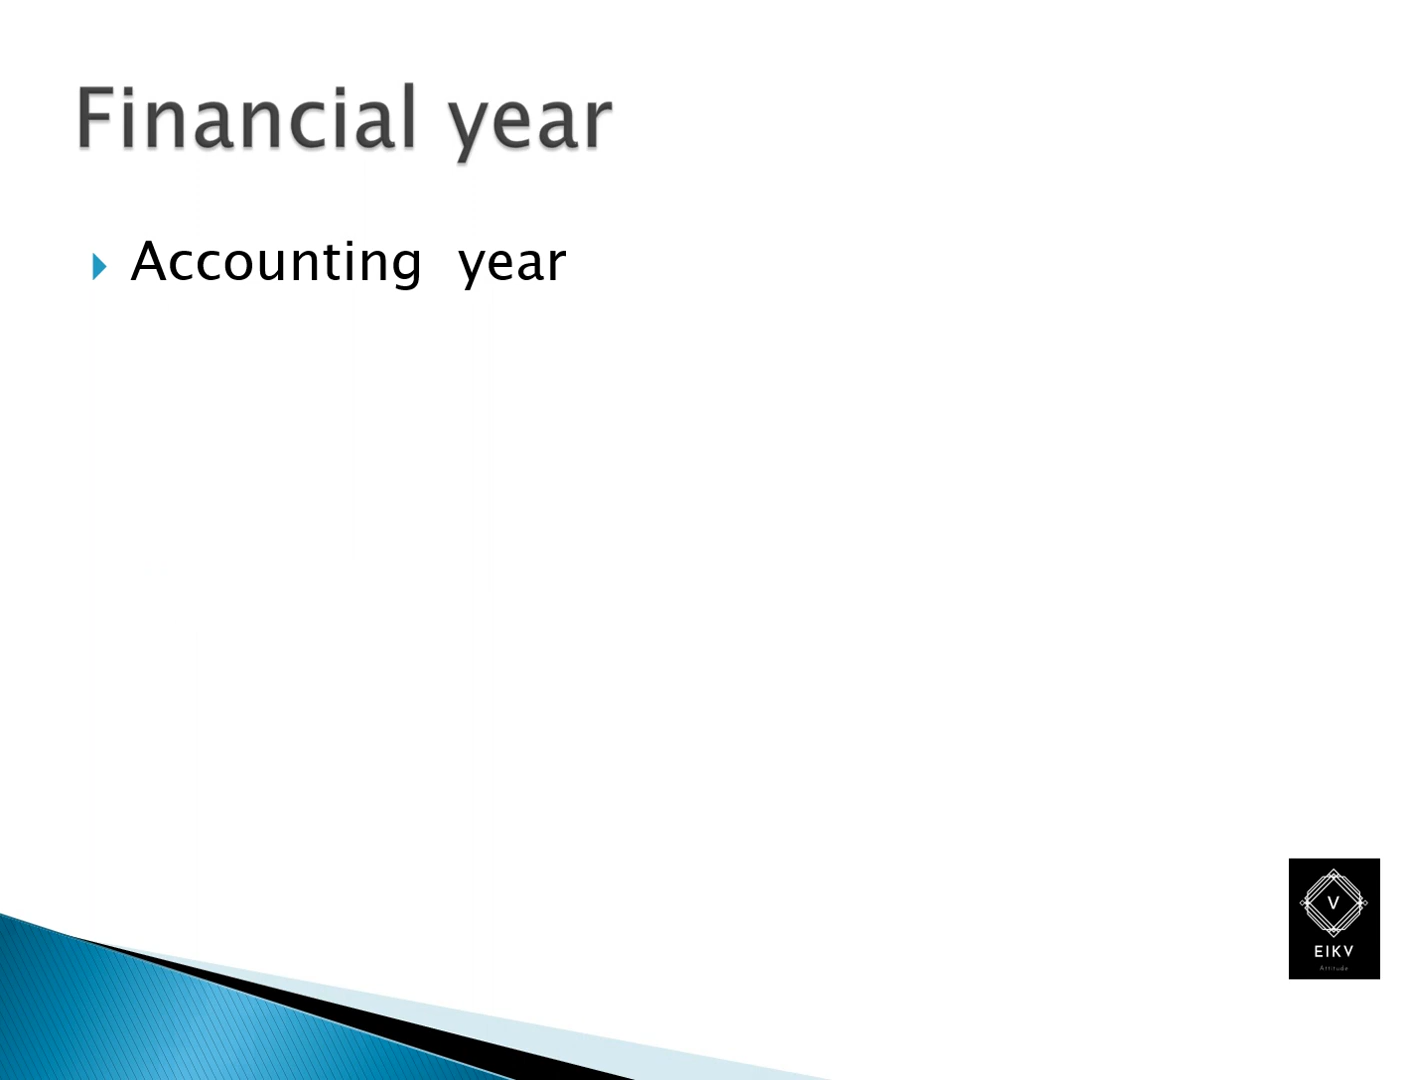 Financial year
Accounting  year
V
EIKV
Attitude